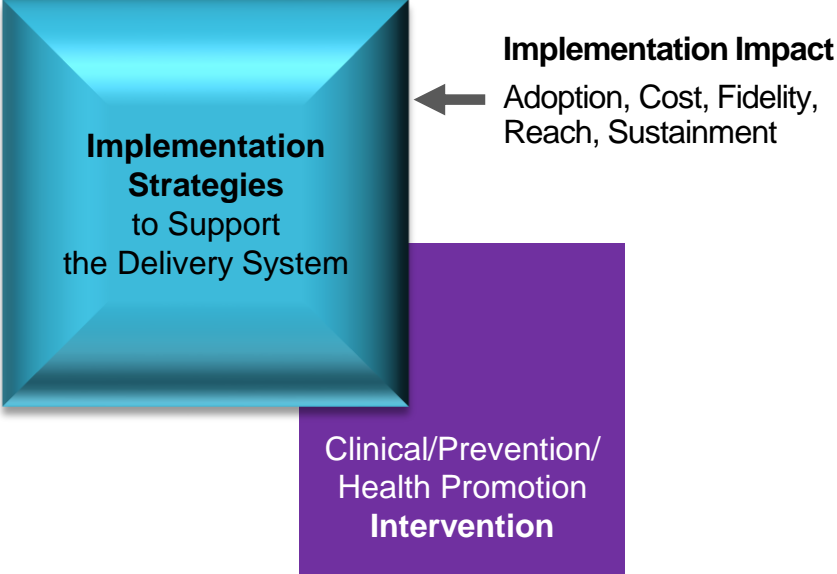 Implementation Impact
Adoption, Cost, Fidelity,
Reach, Sustainment
Implementation
Strategies
to Support
the Delivery System
Clinical/Prevention/
Health Promotion
Intervention